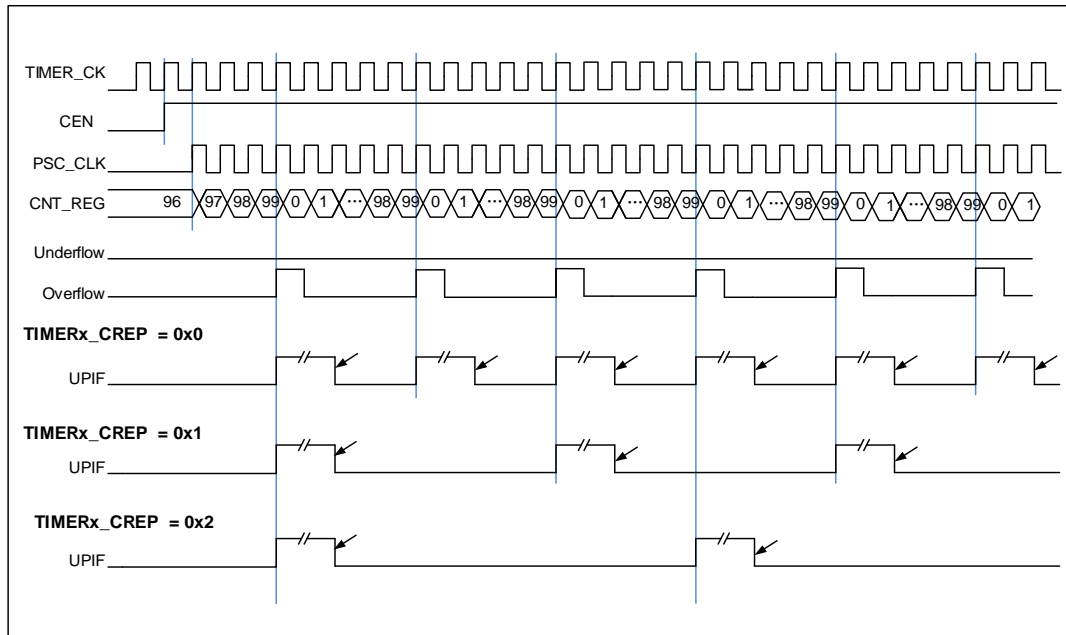 TIMER_CK
CEN
PSC_CLK
CNT_REG 96 97 98 99 0 1 ... 98 99 0 1 ... 98 99 0 1 ... 98 99 0 1 ... 98 99 0 1 ... 98 99 0 1
Underflow
Overflow
TIMERx_CREP = 0x0
UPIF
TIMERx_CREP = 0x1
UPIF
TIMERx_CREP = 0x2
UPIF